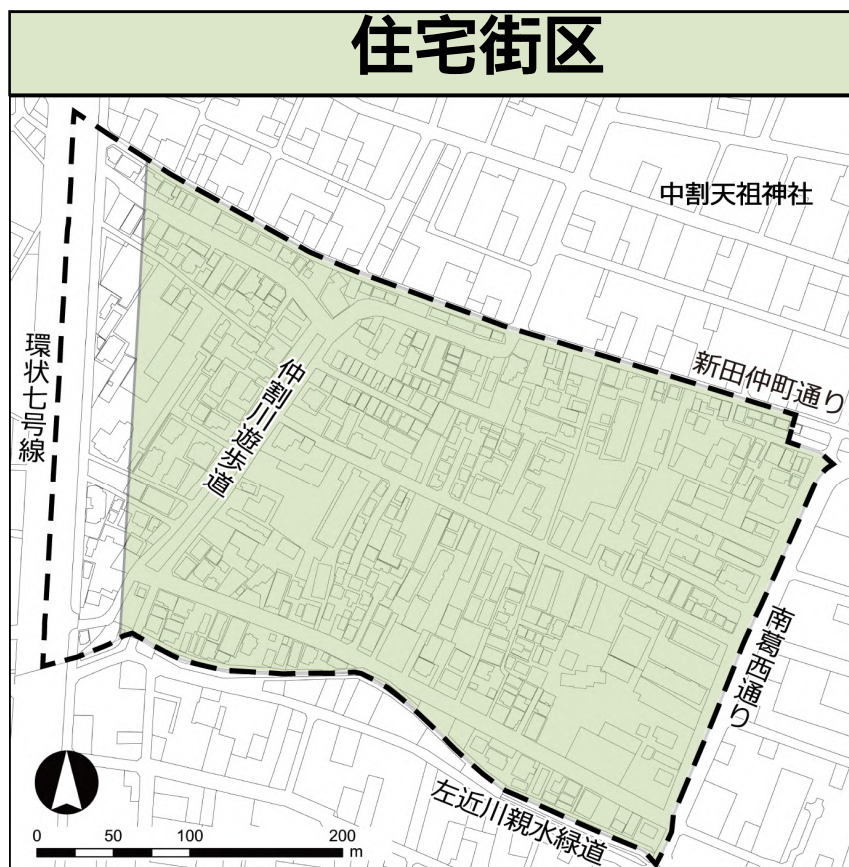 住宅街区
中割天祖神社
新田仲町通り
環状七号線
仲割川遊歩道
南葛西通り
左近川親水緑道
0 50 100 200 m